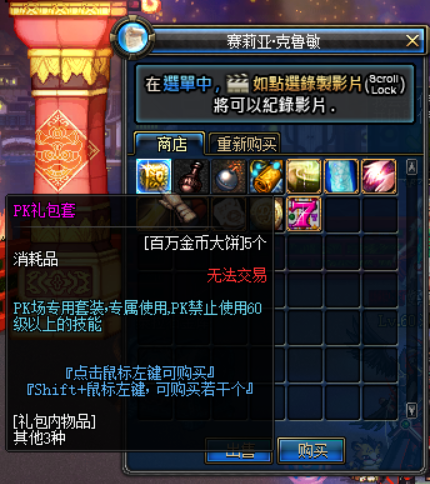 赛莉亚·克鲁敏
在選單中, 如點選錄製影片(Scroll Lock)
將可以紀錄影片.
商店
重新购买
PK礼包套
[百万金币大饼]5个
消耗品
无法交易
PK场专用套装,专属使用,PK禁止使用60
级以上的技能
『点击鼠标左键可购买』
『Shift+鼠标左键, 可购买若干个』
[礼包内物品]
其他3种
出售
购买